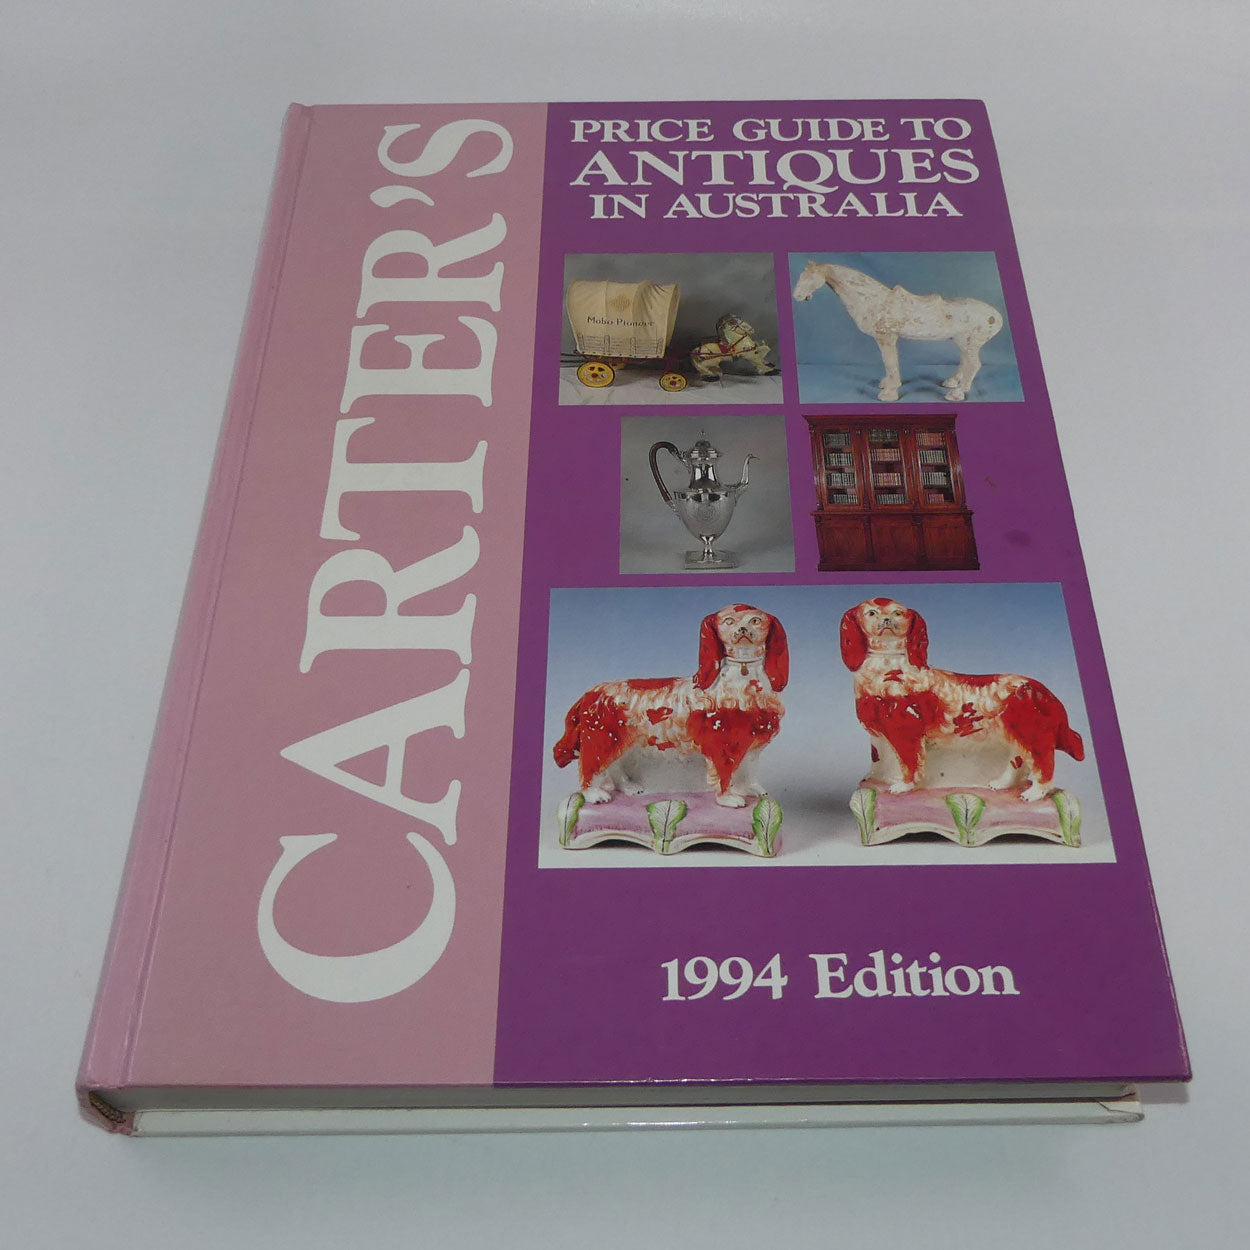 CARTER'S
PRICE GUIDE TO
ANTIQUES
IN AUSTRALIA
Mobo Pioneer
1994 Edition